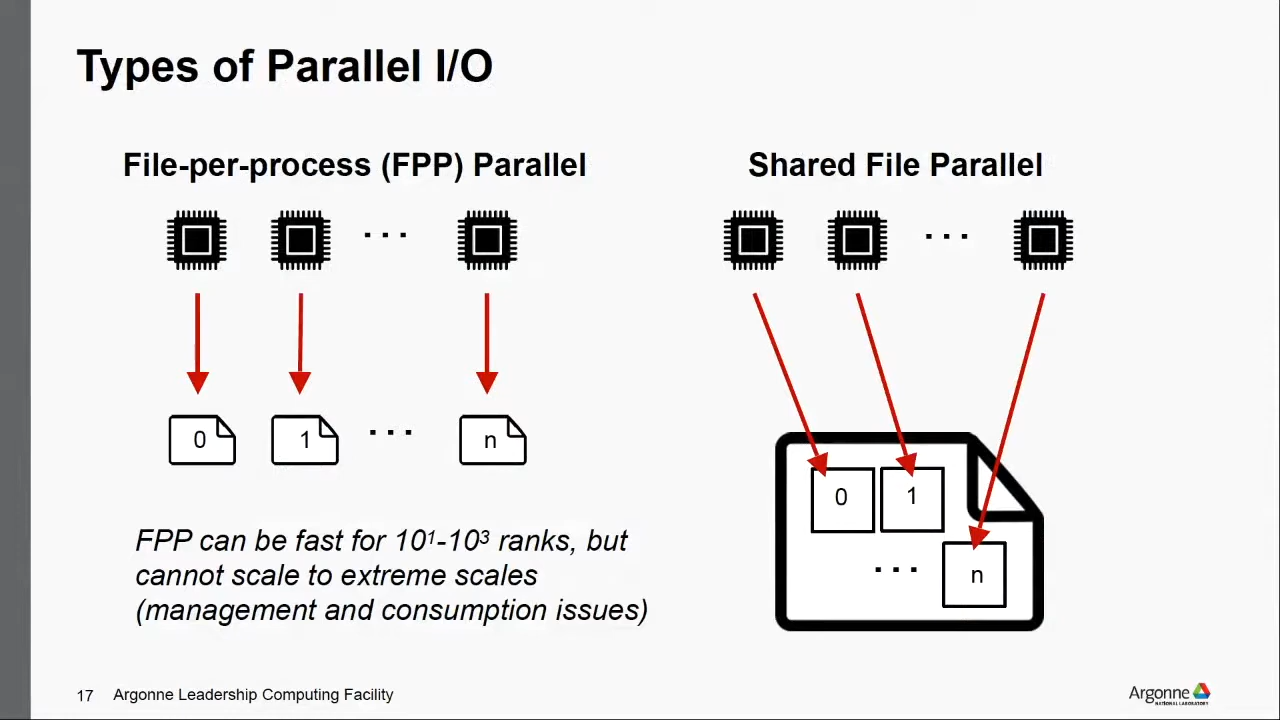 Types of Parallel I/O
File-per-process (FPP) Parallel
Shared File Parallel
. . .
. . .
0
1
. . .
n
0
1
. . .
n
FPP can be fast for 10¹-10³ ranks, but
cannot scale to extreme scales
(management and consumption issues)
17 Argonne Leadership Computing Facility
Argonne
NATIONAL LABORATORY